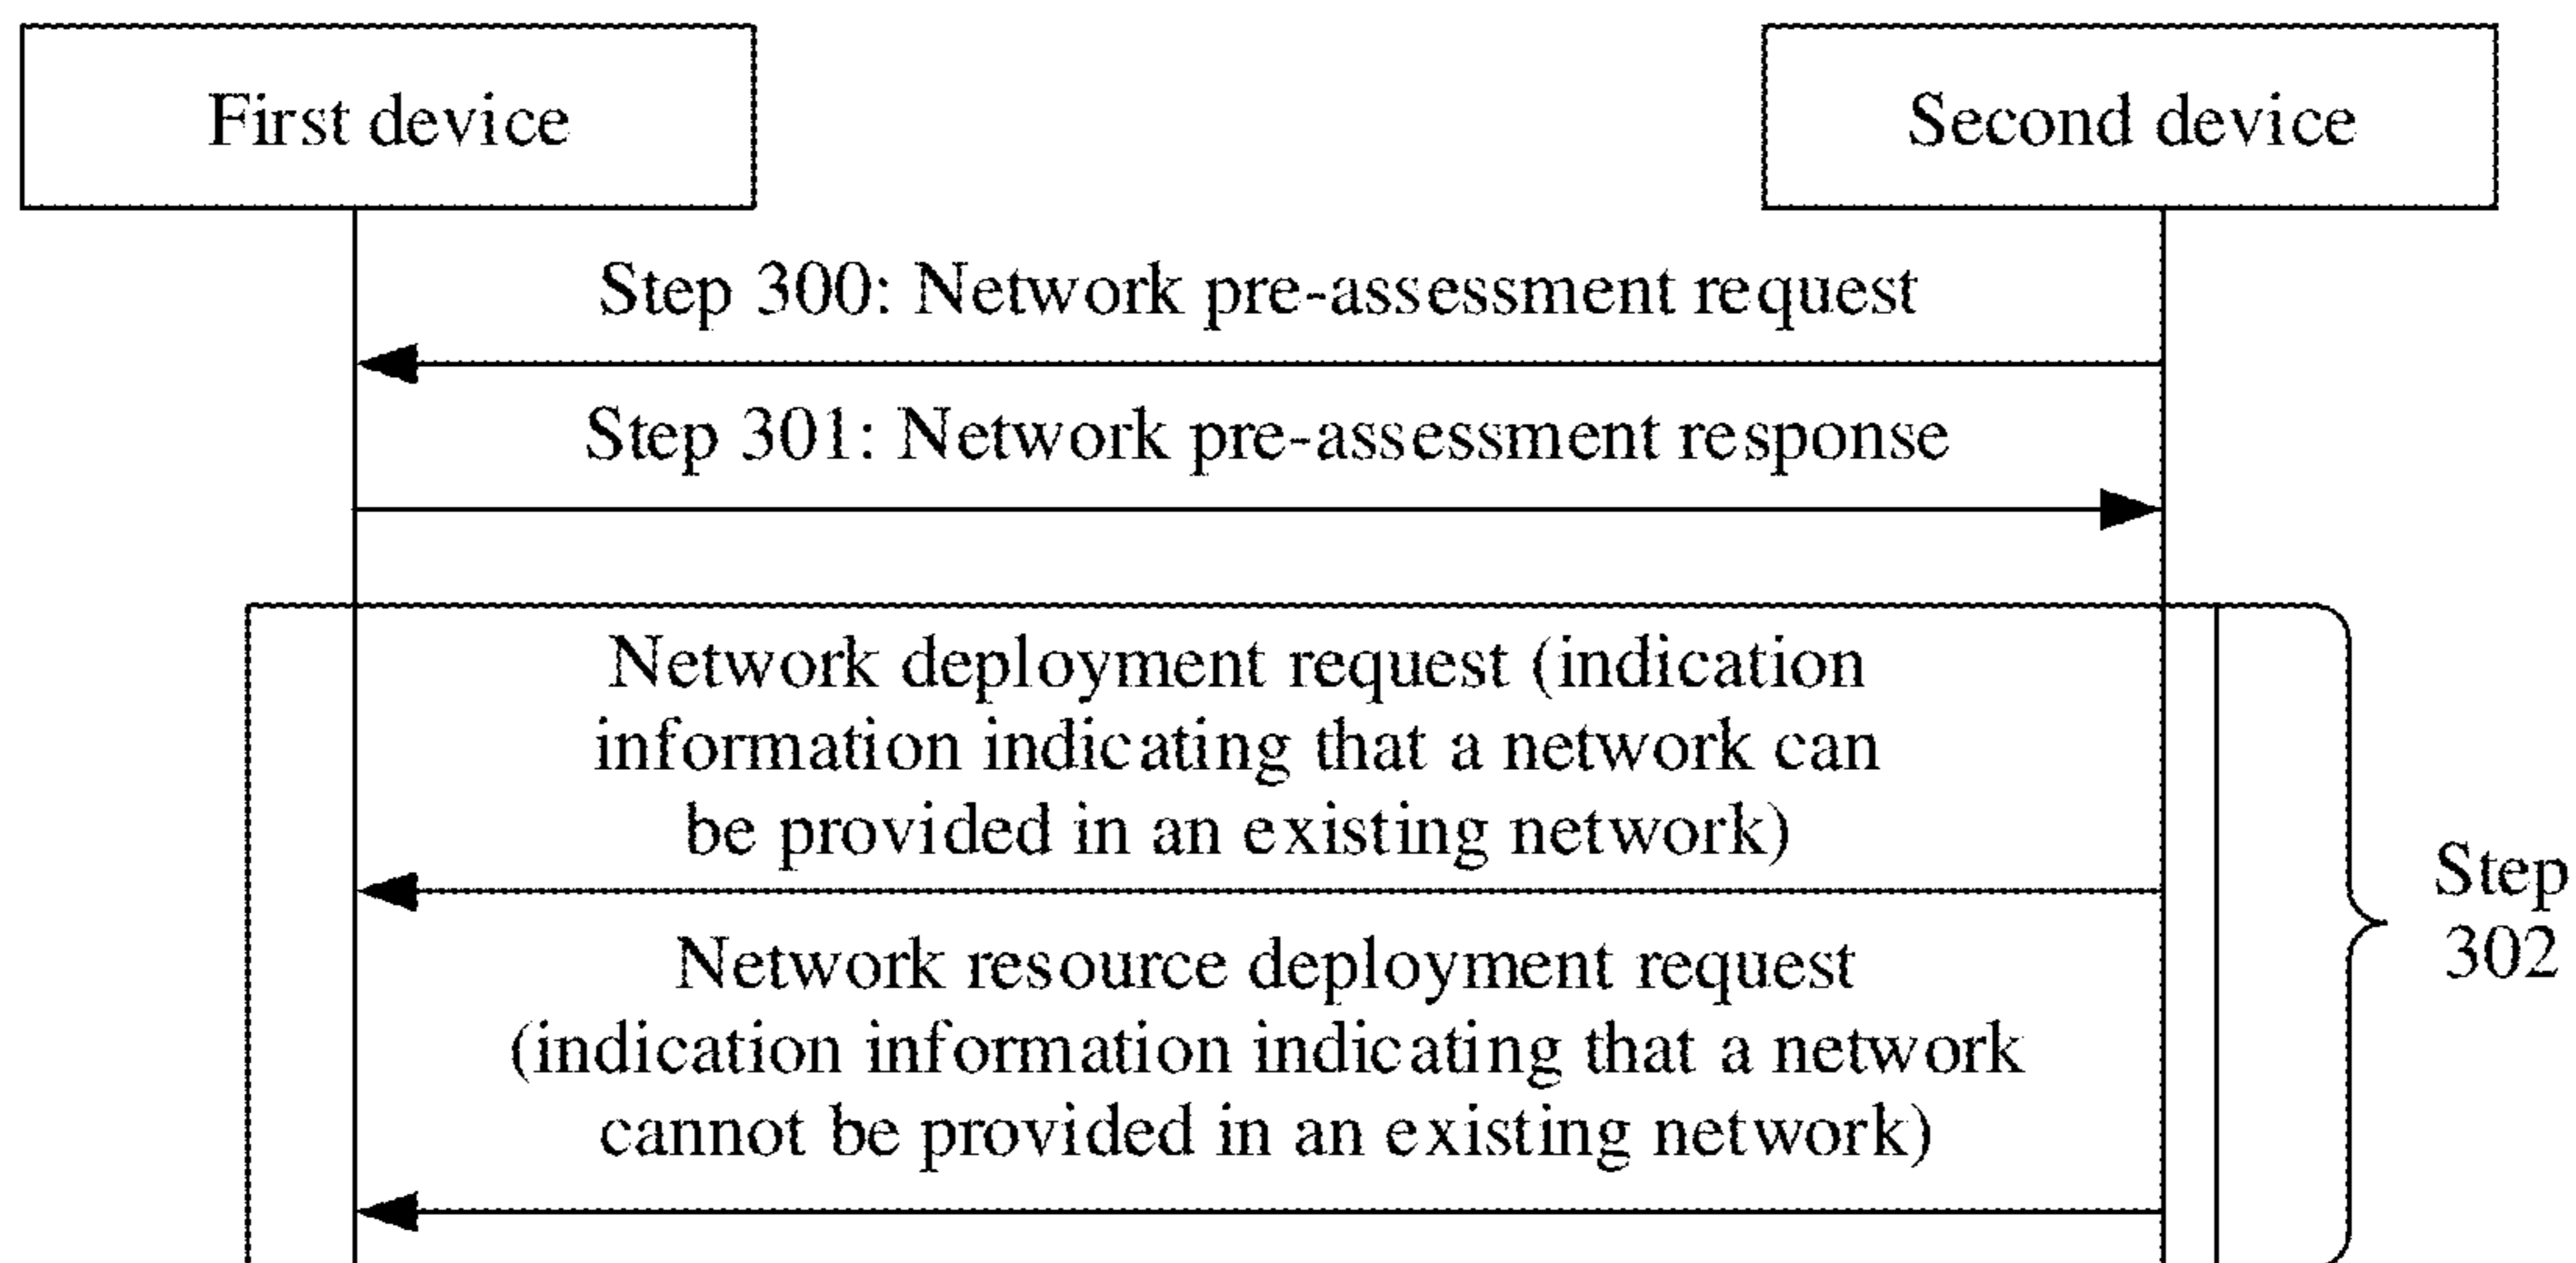 First device
Second device
Step 300: Network pre-assessment request
Step 301: Network pre-assessment response
Network deployment request (indication
information indicating that a network can
be provided in an existing network)
Network resource deployment request
(indication information indicating that a network
cannot be provided in an existing network)
Step
302